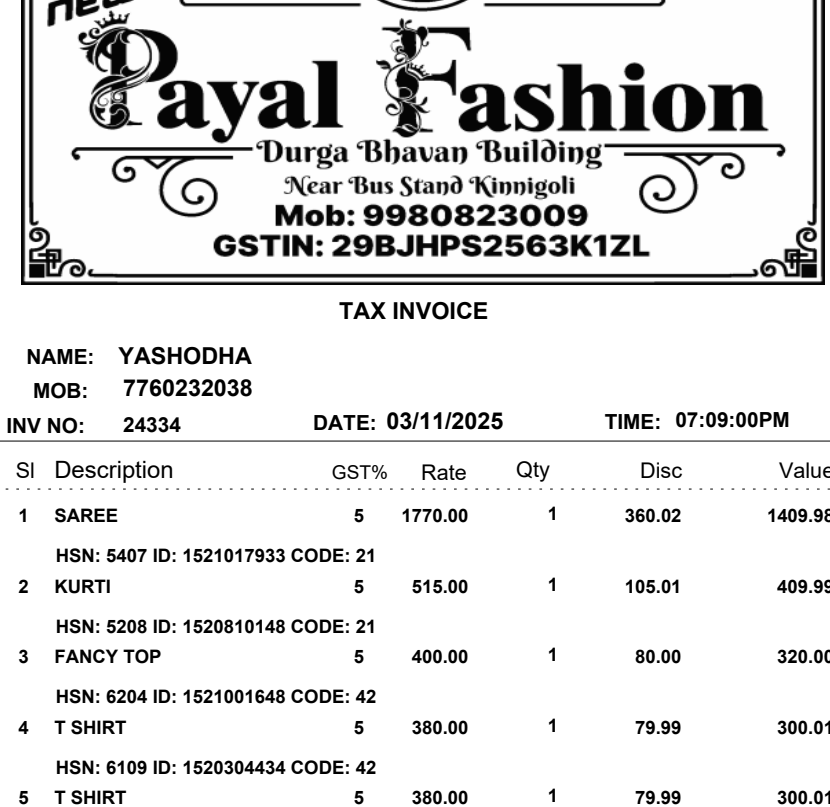 Payal Fashion
Durga Bhavan Building
Near Bus Stand Kinnigoli
Mob: 9980823009
GSTIN: 29BJHPS2563K1ZL
TAX INVOICE
NAME: YASHODHA
MOB: 7760232038
INV NO: 24334 DATE: 03/11/2025 TIME: 07:09:00PM
Sl Description GST% Rate Qty Disc Value
1 SAREE 5 1770.00 1 360.02 1409.98
HSN: 5407 ID: 1521017933 CODE: 21
2 KURTI 5 515.00 1 105.01 409.99
HSN: 5208 ID: 1520810148 CODE: 21
3 FANCY TOP 5 400.00 1 80.00 320.00
HSN: 6204 ID: 1521001648 CODE: 42
4 T SHIRT 5 380.00 1 79.99 300.01
HSN: 6109 ID: 1520304434 CODE: 42
5 T SHIRT 5 380.00 1 79.99 300.01